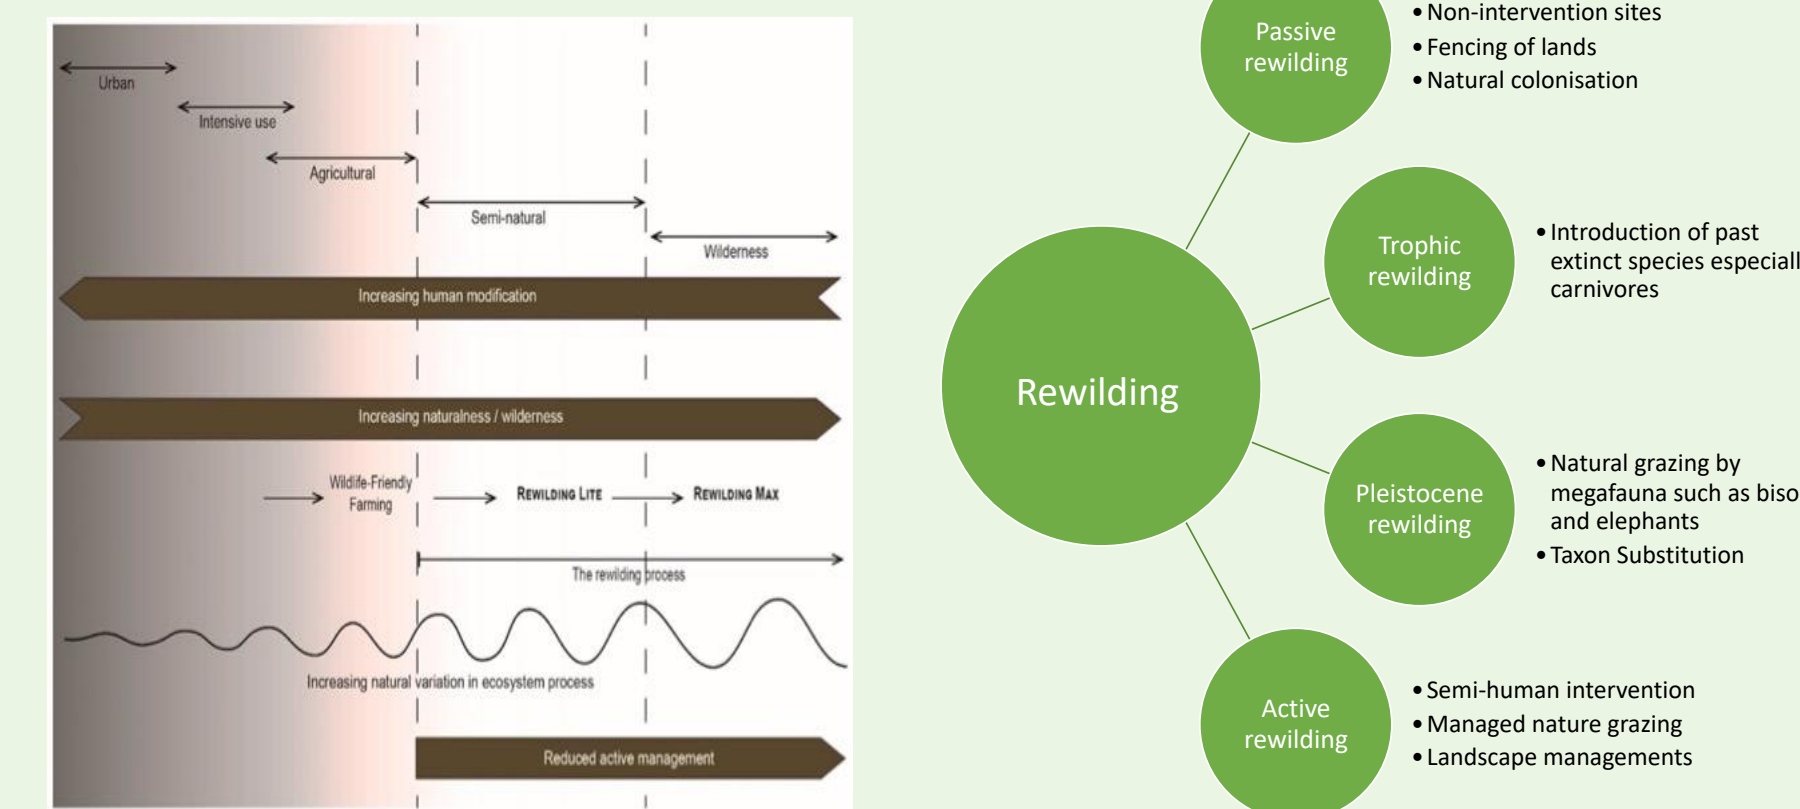 Urban
Intensive use
Agricultural
Semi-natural
Wilderness
Increasing human modification
Increasing naturalness / wilderness
Wildlife-Friendly
Farming
REWILDING LITE
REWILDING MAX
The rewilding process
Increasing natural variation in ecosystem process
Reduced active management
Rewilding
Passive
rewilding
• Non-intervention sites
• Fencing of lands
• Natural colonisation
Trophic
rewilding
• Introduction of past
extinct species
carnivores
Pleistocene
rewilding
• Natural grazing by
megafauna such as
and elephants
• Taxon Substitution
Active
rewilding
• Semi-human intervention
• Managed nature grazing
• Landscape managements